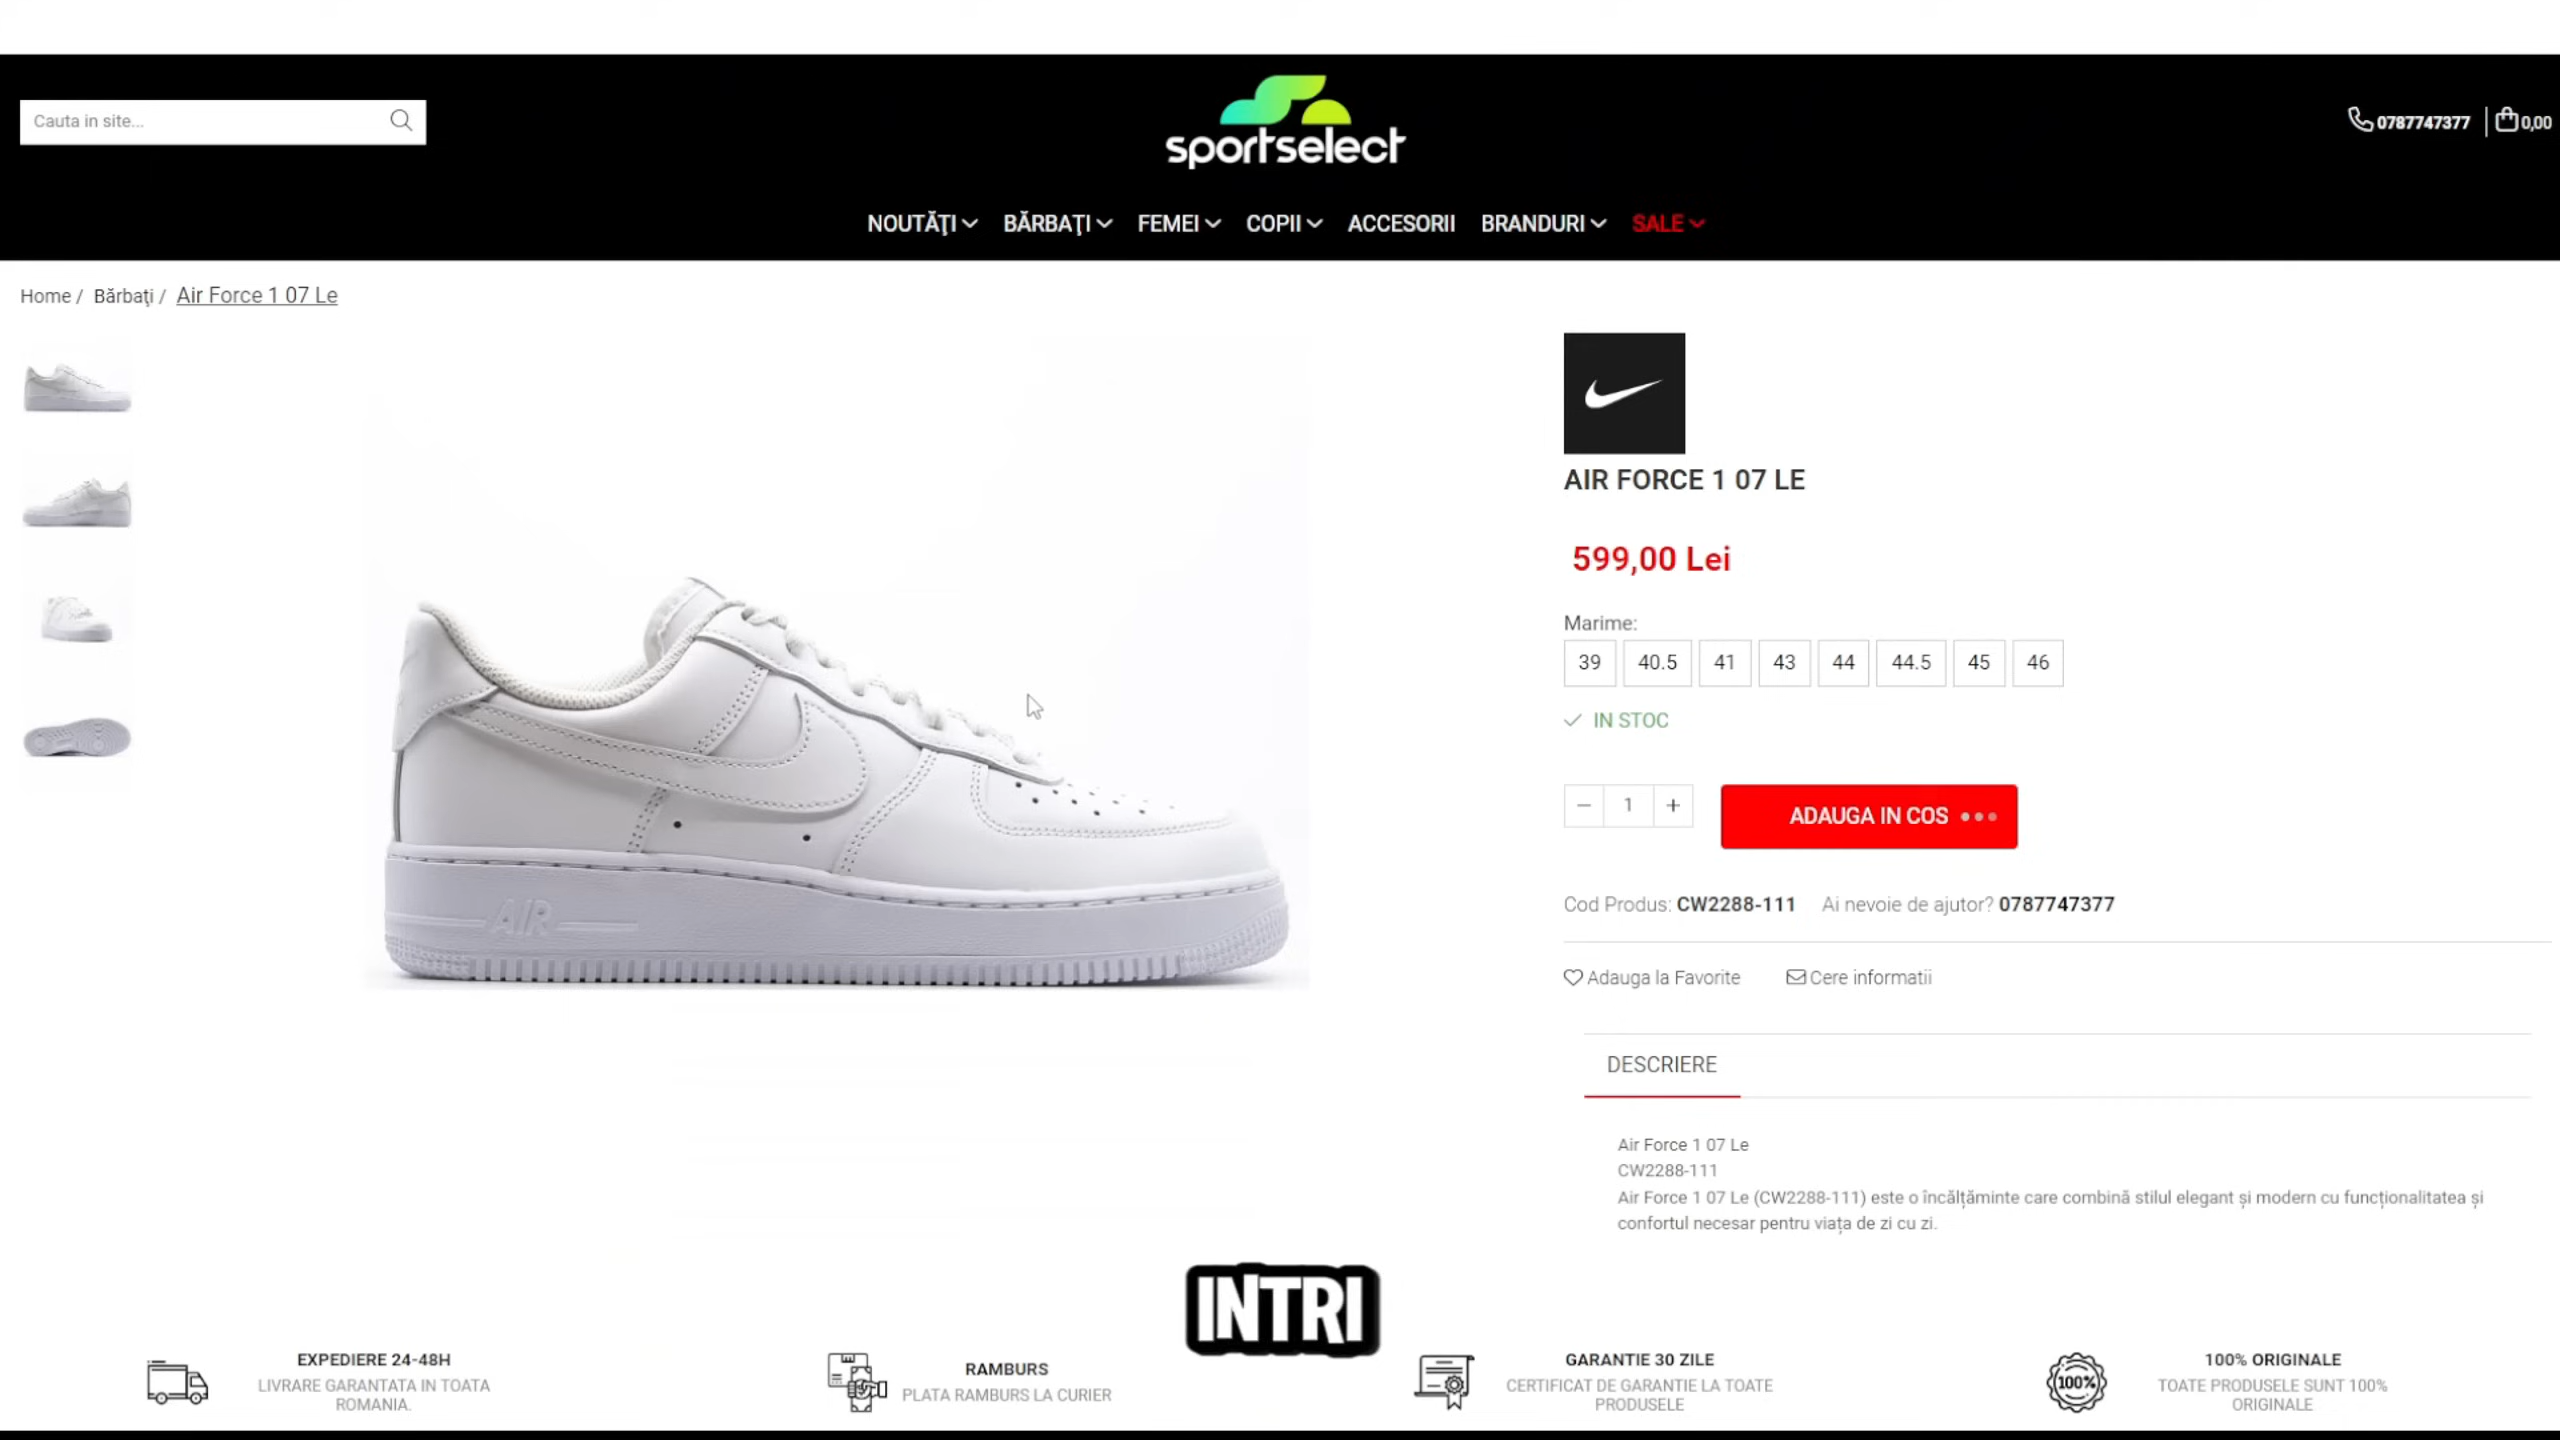 Cauta in site...
sportselect
0787747377
0,00
NOUTĂŢI BĂRBAŢI FEMEI COPII ACCESORII BRANDURI SALE
Home / Bărbaţi / Air Force 1 07 Le
AIR FORCE 1 07 LE
599,00 Lei
Marime:
39 40.5 41 43 44 44.5 45 46
IN STOC
− 1 +
ADAUGA IN COS
Cod Produs: CW2288-111 Ai nevoie de ajutor? 0787747377
Adauga la Favorite Cere informatii
DESCRIERE
Air Force 1 07 Le
CW2288-111
Air Force 1 07 Le (CW2288-111) este o încălțăminte care combină stilul elegant și modern cu funcționalitatea și
confortul necesar pentru viața de zi cu zi.
AIR
INTRI
EXPEDIERE 24-48H
LIVRARE GARANTATA IN TOATA
ROMANIA.
RAMBURS
PLATA RAMBURS LA CURIER
GARANTIE 30 ZILE
CERTIFICAT DE GARANTIE LA TOATE
PRODUSELE
100%
100% ORIGINALE
TOATE PRODUSELE SUNT 100%
ORIGINALE